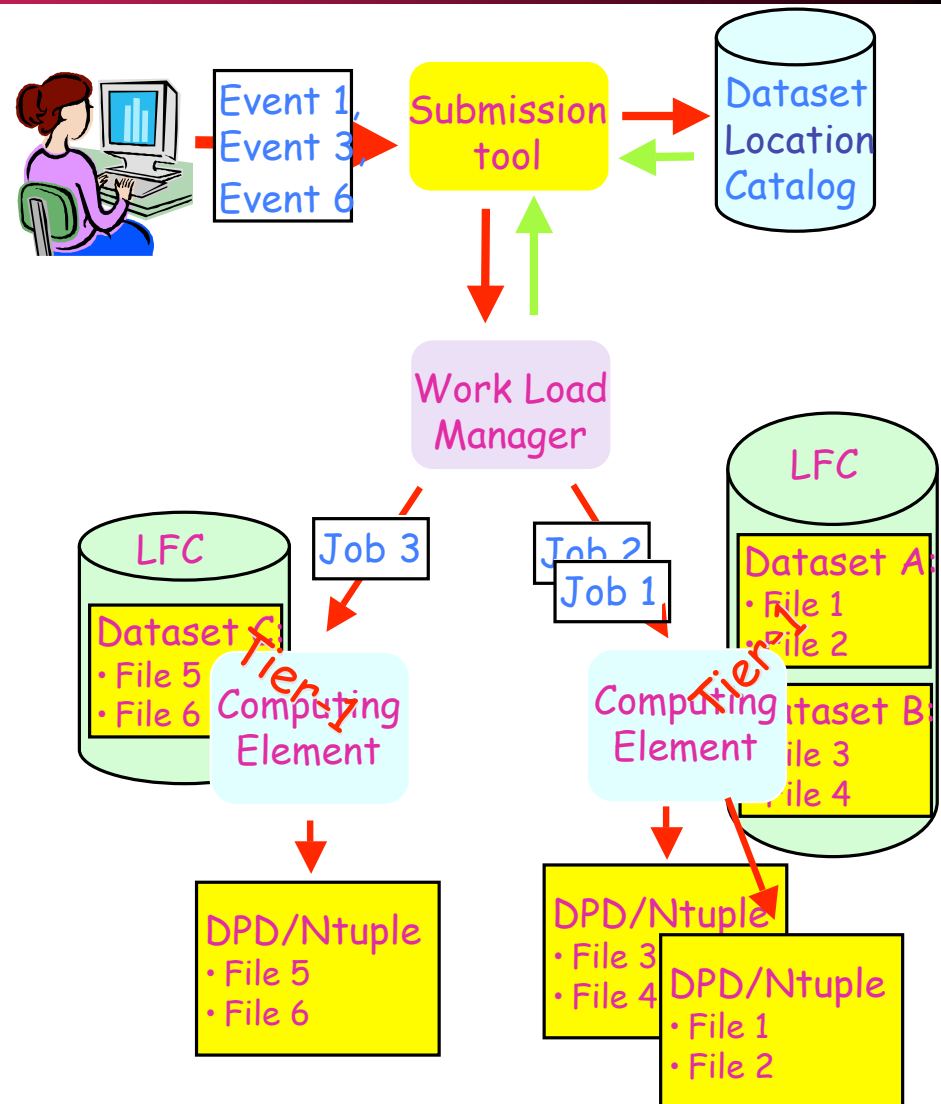 Event 1,
Event 3,
Event 6
Submission
tool
Dataset
Location
Catalog
Work Load
Manager
LFC
Dataset C:
• File 5
• File 6
Tier-1
Computing
Element
Job 3
Job 2
Job 1
Computing
Element
Tier-1
LFC
Dataset A:
• File 1
• File 2
ataset B:
ile 3
File 4
DPD/Ntuple
• File 5
• File 6
DPD/Ntuple
• File 3
• File 4
DPD/Ntuple
• File 1
• File 2